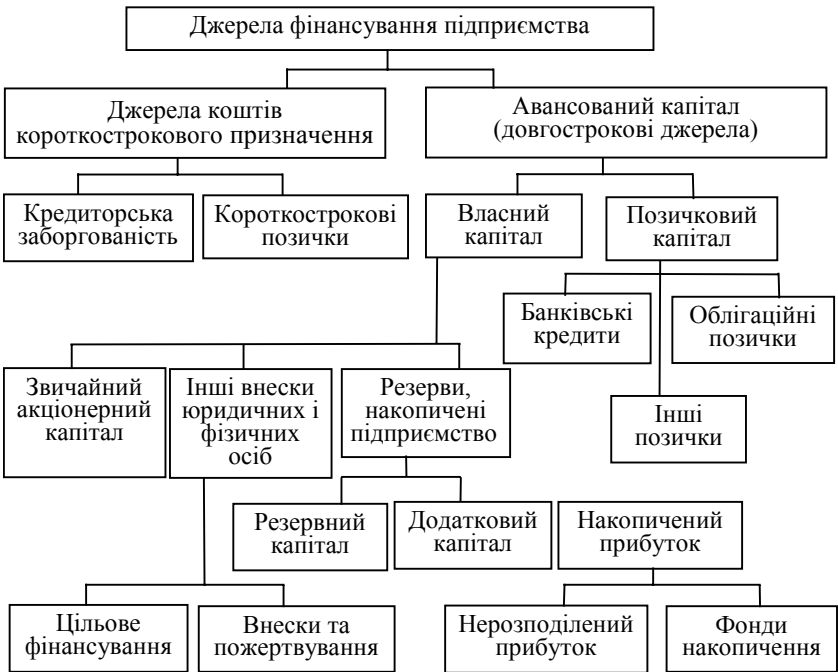 Джерела фінансування підприємства
Джерела коштів
короткострокового призначення
Авансований капітал
(довгострокові джерела)
Кредиторська
заборгованість
Короткострокові
позички
Власний
капітал
Позичковий
капітал
Банківські
кредити
Облігаційні
позички
Звичайний
акціонерний
капітал
Інші внески
юридичних і
фізичних
осіб
Резерви,
накопичені
підприємство
Інші
позички
Резервний
капітал
Додатковий
капітал
Накопичений
прибуток
Цільове
фінансування
Внески та
пожертвування
Нерозподілений
прибуток
Фонди
накопичення